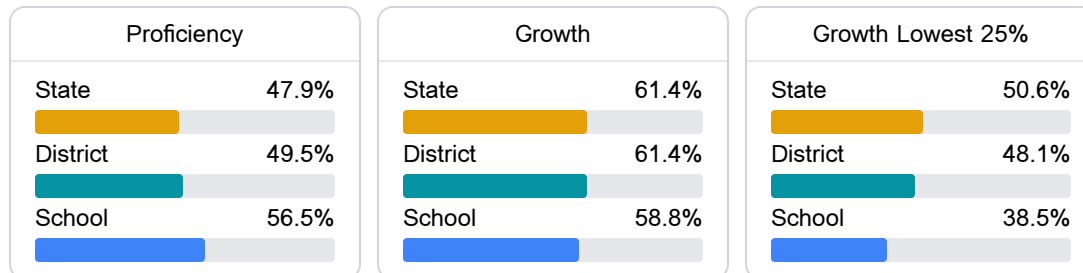 Proficiency
State 47.9%
District 49.5%
School 56.5%
Growth
State 61.4%
District 61.4%
School 58.8%
Growth Lowest 25%
State 50.6%
District 48.1%
School 38.5%